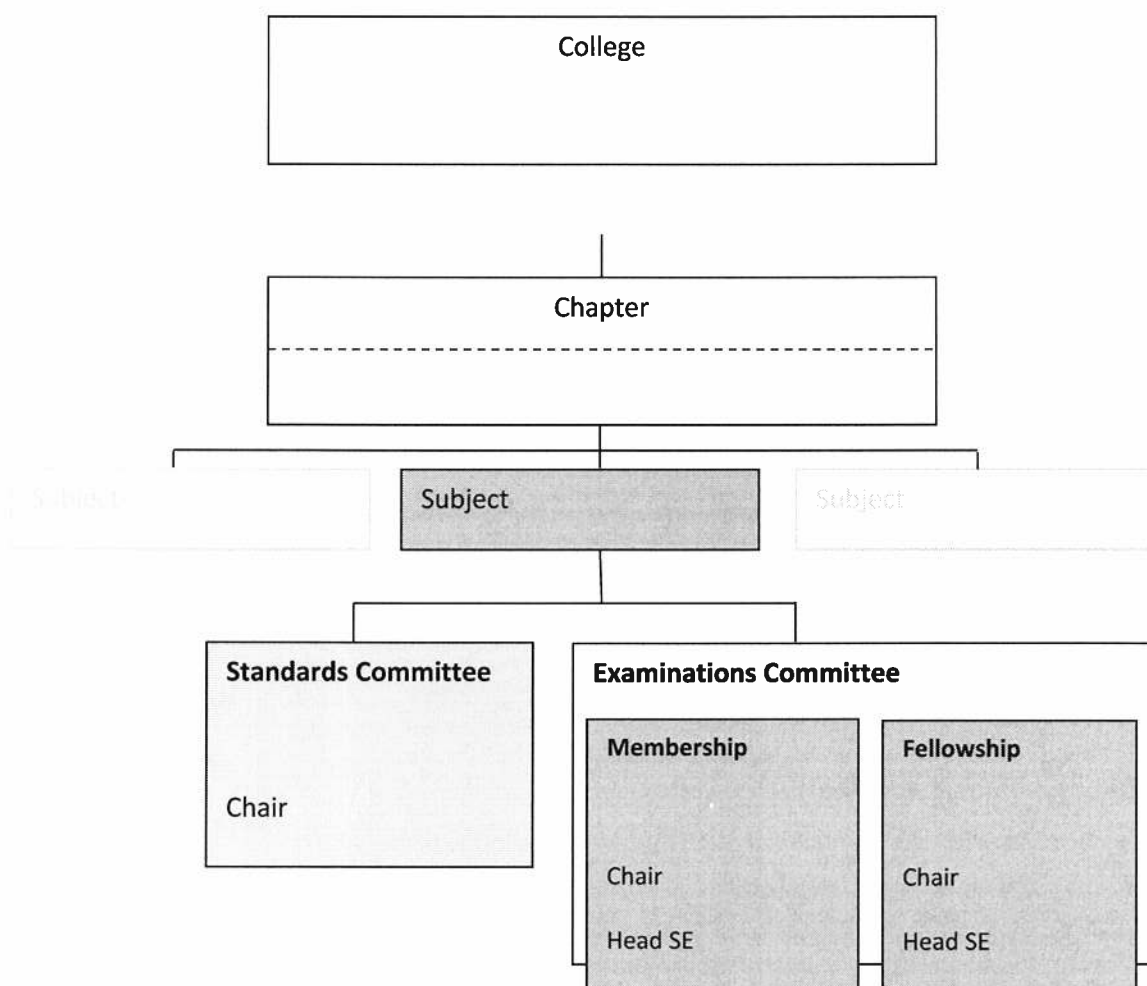 College
Chapter
Subject
Subject
Subject
Standards Committee
Chair
Examinations Committee
Membership
Chair
Head SE
Fellowship
Chair
Head SE